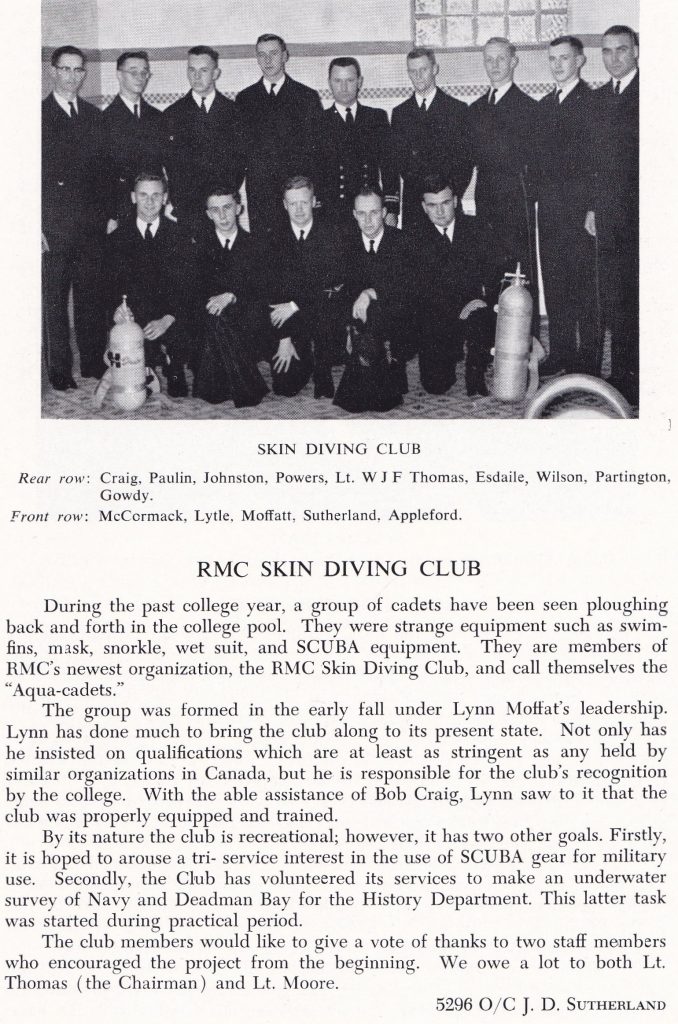 SKIN DIVING CLUB
Rear row: Craig, Paulin, Johnston, Powers, Lt. W J F Thomas, Esdaile, Wilson, Partington,
Gowdy.
Front row: McCormack, Lytle, Moffatt, Sutherland, Appleford.
RMC SKIN DIVING CLUB
During the past college year, a group of cadets have been seen ploughing
back and forth in the college pool. They were strange equipment such as swim-
fins, mask, snorkle, wet suit, and SCUBA equipment. They are members of
RMC's newest organization, the RMC Skin Diving Club, and call themselves the
"Aqua-cadets."
The group was formed in the early fall under Lynn Moffat's leadership.
Lynn has done much to bring the club along to its present state. Not only has
he insisted on qualifications which are at least as stringent as any held by
similar organizations in Canada, but he is responsible for the club's recognition
by the college. With the able assistance of Bob Craig, Lynn saw to it that the
club was properly equipped and trained.
By its nature the club is recreational; however, it has two other goals. Firstly,
it is hoped to arouse a tri- service interest in the use of SCUBA gear for military
use. Secondly, the Club has volunteered its services to make an underwater
survey of Navy and Deadman Bay for the History Department. This latter task
was started during practical period.
The club members would like to give a vote of thanks to two staff members
who encouraged the project from the beginning. We owe a lot to both Lt.
Thomas (the Chairman) and Lt. Moore.
5296 O/C J. D. SUTHERLAND